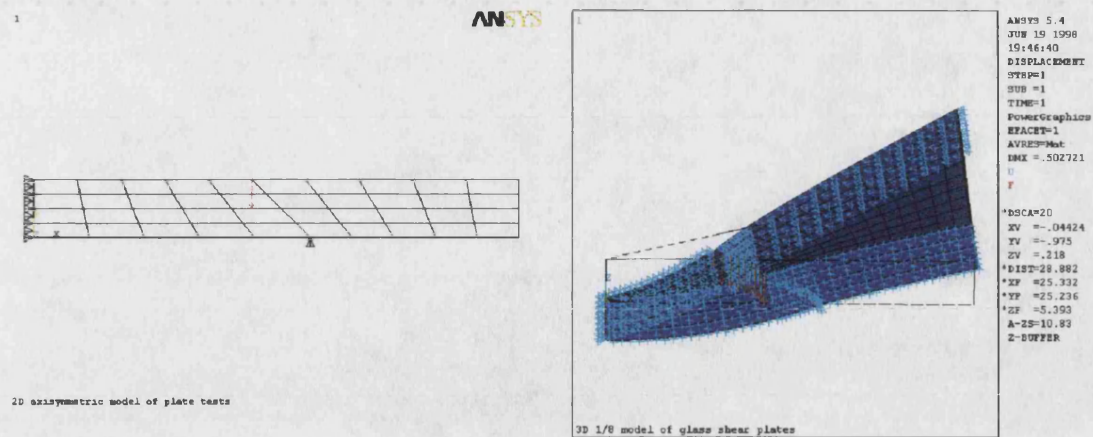 1
ANSYS
X
2D axisymmetric model of plate tests
1
Z
3D 1/8 model of glass shear plates
ANSYS 5.4
JUN 19 1998
19:46:40
DISPLACEMENT
STEP=1
SUB =1
TIME=1
PowerGraphics
EFACET=1
AVRES=Mat
DMX =.502721
U
F
*DSCA=20
XV =-.04424
YV =-.975
ZV =.218
*DIST=28.882
*XF =25.332
*YF =25.236
*ZF =5.393
A-ZS=10.83
Z-BUFFER